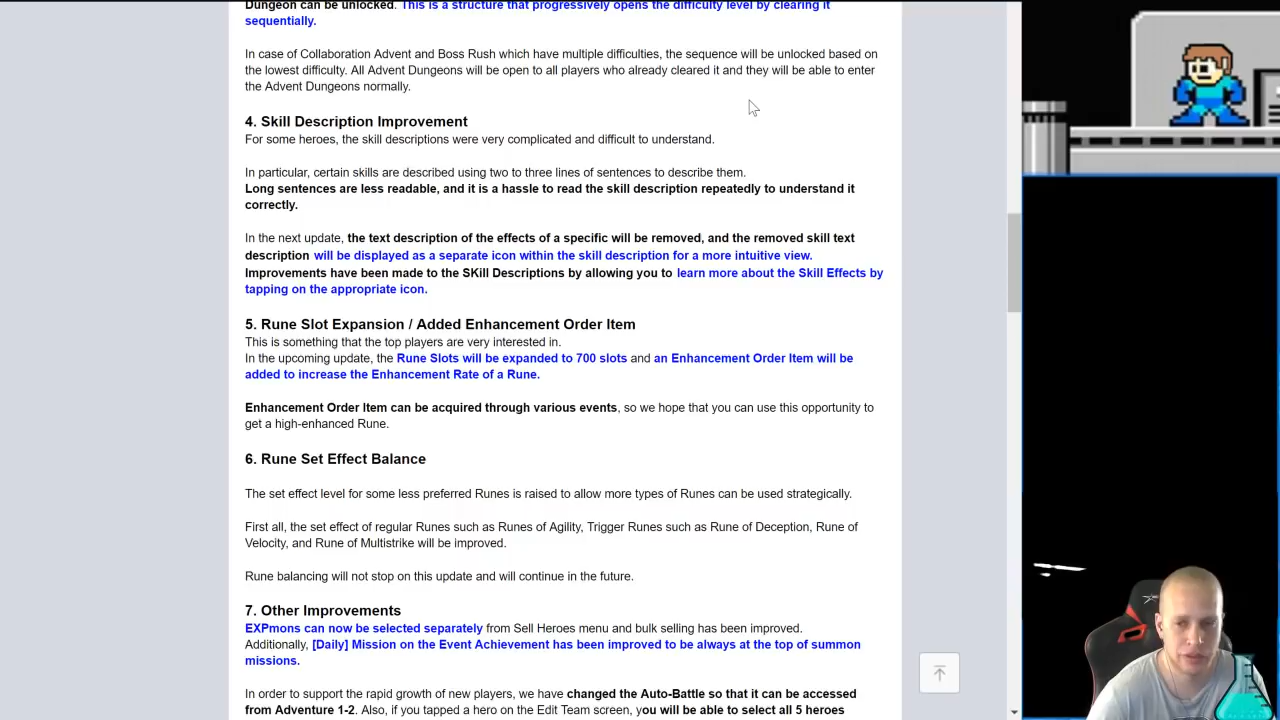 Dungeon can be unlocked. This is a structure that progressively opens the difficulty level by clearing it
sequentially.
In case of Collaboration Advent and Boss Rush which have multiple difficulties, the sequence will be unlocked based on
the lowest difficulty. All Advent Dungeons will be open to all players who already cleared it and they will be able to enter
the Advent Dungeons normally.
4. Skill Description Improvement
For some heroes, the skill descriptions were very complicated and difficult to understand.
In particular, certain skills are described using two to three lines of sentences to describe them.
Long sentences are less readable, and it is a hassle to read the skill description repeatedly to understand it
correctly.
In the next update, the text description of the effects of a specific will be removed, and the removed skill text
description will be displayed as a separate icon within the skill description for a more intuitive view.
Improvements have been made to the SKill Descriptions by allowing you to learn more about the Skill Effects by
tapping on the appropriate icon.
5. Rune Slot Expansion / Added Enhancement Order Item
This is something that the top players are very interested in.
In the upcoming update, the Rune Slots will be expanded to 700 slots and an Enhancement Order Item will be
added to increase the Enhancement Rate of a Rune.
Enhancement Order Item can be acquired through various events, so we hope that you can use this opportunity to
get a high-enhanced Rune.
6. Rune Set Effect Balance
The set effect level for some less preferred Runes is raised to allow more types of Runes can be used strategically.
First all, the set effect of regular Runes such as Runes of Agility, Trigger Runes such as Rune of Deception, Rune of
Velocity, and Rune of Multistrike will be improved.
Rune balancing will not stop on this update and will continue in the future.
7. Other Improvements
EXPmons can now be selected separately from Sell Heroes menu and bulk selling has been improved.
Additionally, [Daily] Mission on the Event Achievement has been improved to be always at the top of summon
missions.
In order to support the rapid growth of new players, we have changed the Auto-Battle so that it can be accessed
from Adventure 1-2. Also, if you tapped a hero on the Edit Team screen, you will be able to select all 5 heroes